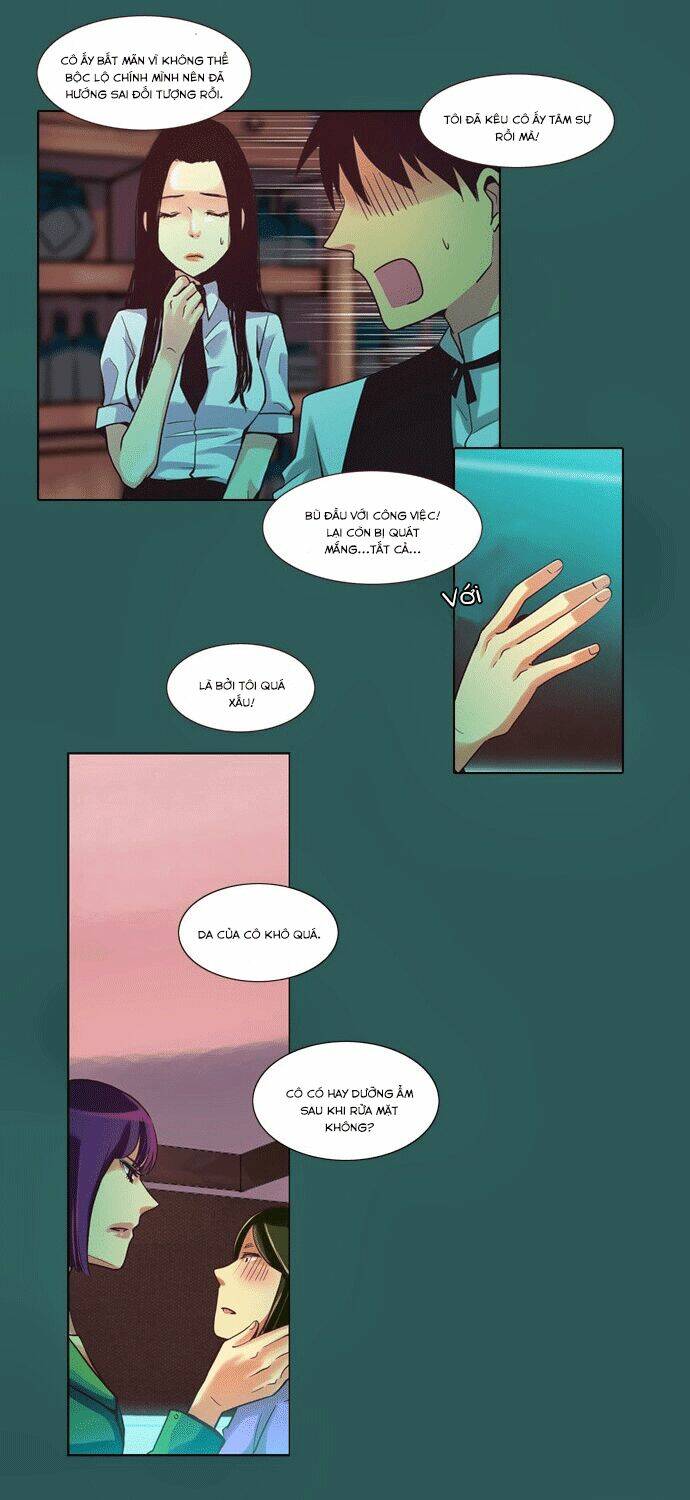 CÔ ẤY BẤT MÃN VÌ KHÔNG THỂ
BỘC LỘ CHÍNH MÌNH NÊN ĐÃ
HƯỚNG SAI ĐỐI TƯỢNG RỒI.
TÔI ĐÃ KÊU CÔ ẤY TÂM SỰ
RỒI MÀ!
BÙ ĐẦU VỚI CÔNG VIỆC!
LẠI CÒN BỊ QUÁT
MẮNG...TẤT CẢ...
Với
LÀ BỞI TÔI QUÁ
XẤU!
DA CỦA CÔ KHÔ QUÁ.
CÔ CÓ HAY DƯỠNG ẨM
SAU KHI RỬA MẶT
KHÔNG?